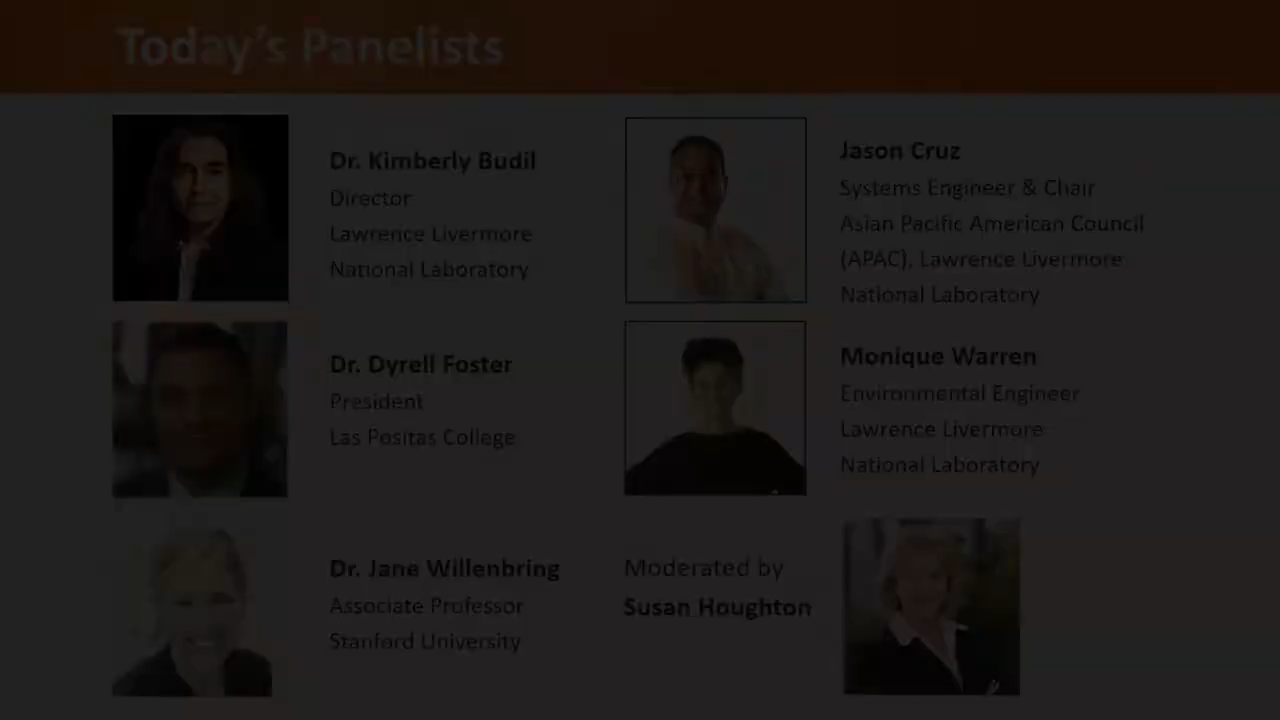 Today's Panelists
Dr. Kimberly Budil
Director
Lawrence Livermore
National Laboratory
Jason Cruz
Systems Engineer & Chair
Asian Pacific American Council
(APAC), Lawrence Livermore
National Laboratory
Dr. Dyrell Foster
President
Las Positas College
Monique Warren
Environmental Engineer
Lawrence Livermore
National Laboratory
Dr. Jane Willenbring
Associate Professor
Stanford University
Moderated by
Susan Houghton